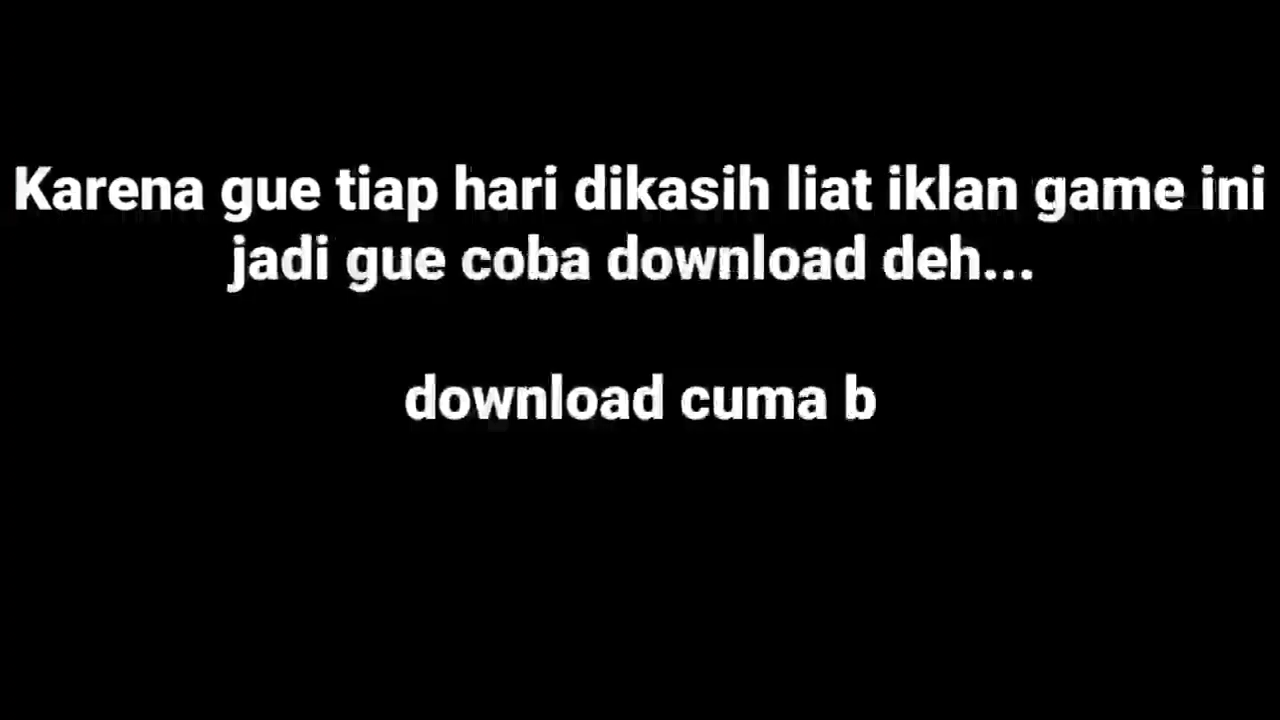 Karena gue tiap hari dikasih liat iklan game ini
jadi gue coba download deh...
download cuma b